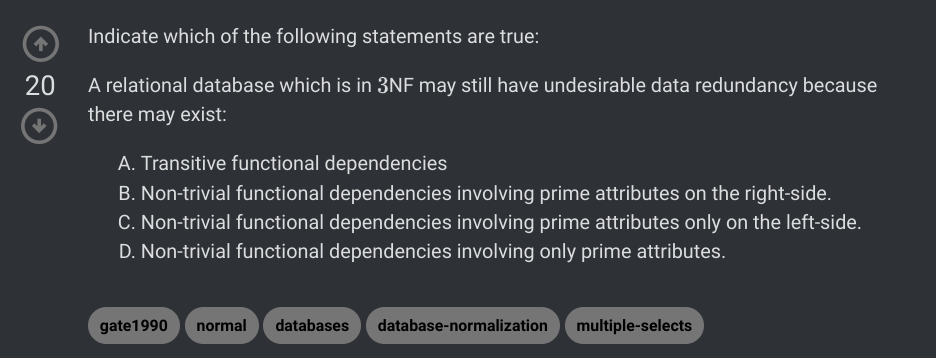 Indicate which of the following statements are true:
20
A relational database which is in 3NF may still have undesirable data redundancy because
there may exist:
A. Transitive functional dependencies
B. Non-trivial functional dependencies involving prime attributes on the right-side.
C. Non-trivial functional dependencies involving prime attributes only on the left-side.
D. Non-trivial functional dependencies involving only prime attributes.
gate1990 normal databases database-normalization multiple-selects